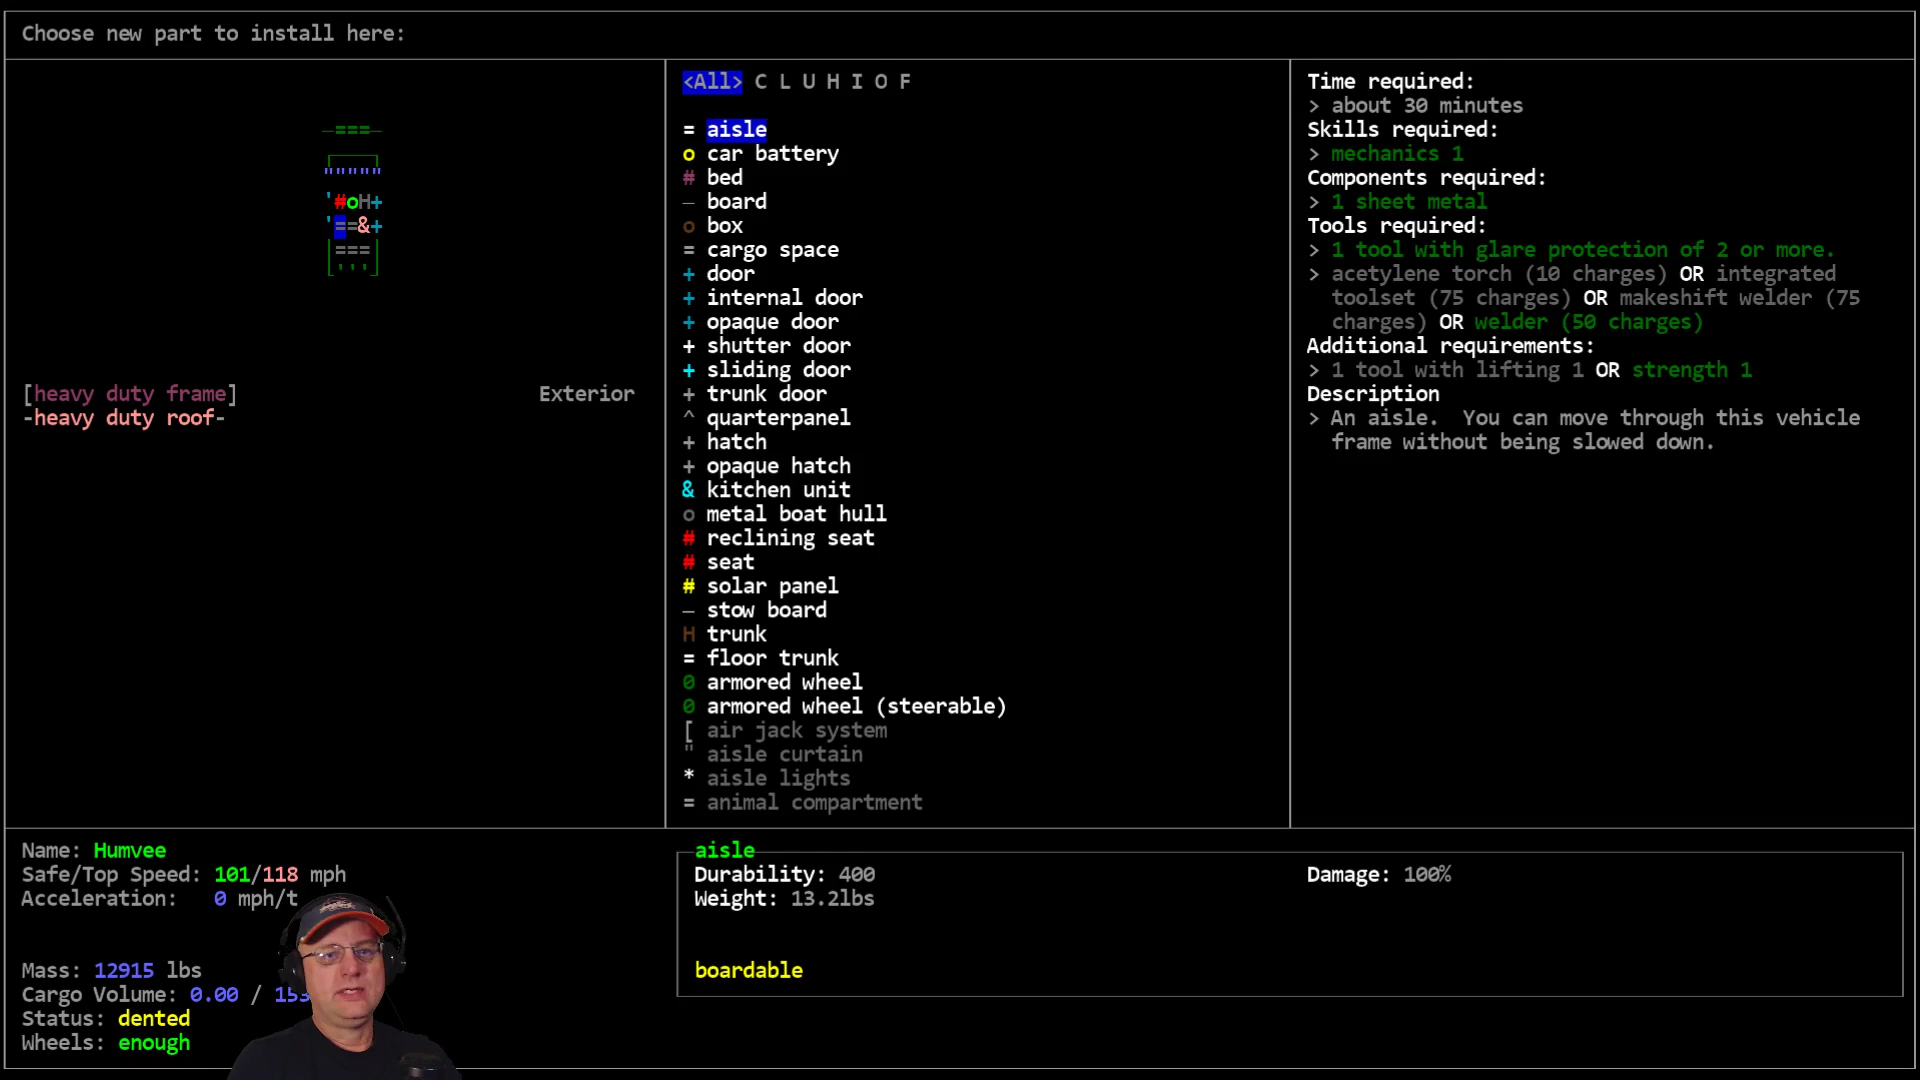 Choose new part to install here:
<All> C L U H I O F
= aisle
o car battery
# bed
— board
o box
= cargo space
+ door
+ internal door
+ opaque door
+ shutter door
+ sliding door
+ trunk door
^ quarterpanel
+ hatch
+ opaque hatch
& kitchen unit
o metal boat hull
# reclining seat
# seat
# solar panel
— stow board
H trunk
= floor trunk
0 armored wheel
0 armored wheel (steerable)
[ air jack system
" aisle curtain
* aisle lights
= animal compartment
[heavy duty frame] Exterior
-heavy duty roof-
Time required:
> about 30 minutes
Skills required:
> mechanics 1
Components required:
> 1 sheet metal
Tools required:
> 1 tool with glare protection of 2 or more.
> acetylene torch (10 charges) OR integrated
toolset (75 charges) OR makeshift welder (75
charges) OR welder (50 charges)
Additional requirements:
> 1 tool with lifting 1 OR strength 1
Description
> An aisle.  You can move through this vehicle
frame without being slowed down.
Name: Humvee
Safe/Top Speed: 101/118 mph
Acceleration: 0 mph/t
Mass: 12915 lbs
Cargo Volume: 0.00 / 153
Status: dented
Wheels: enough
aisle
Durability: 400
Damage: 100%
Weight: 13.2lbs
boardable